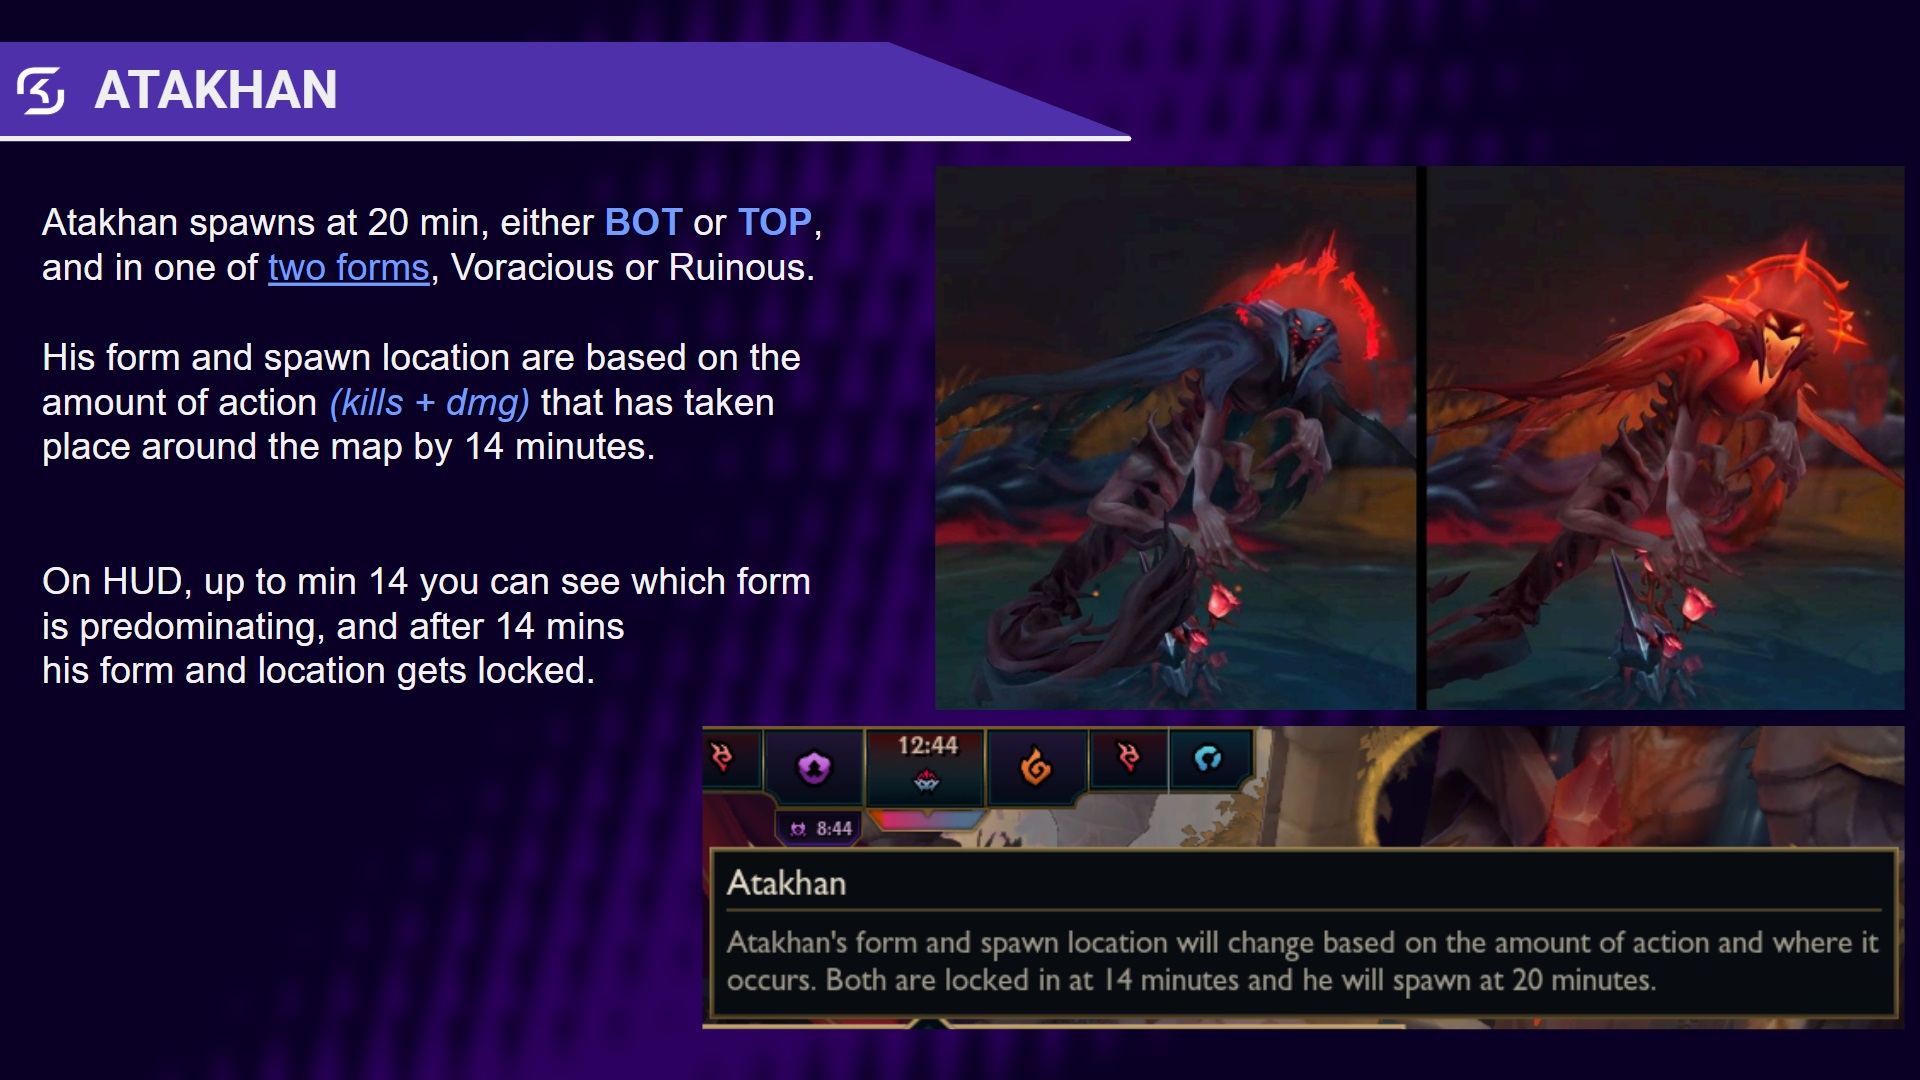 ATAKHAN
Atakhan spawns at 20 min, either BOT or TOP,
and in one of two forms, Voracious or Ruinous.
His form and spawn location are based on the
amount of action (kills + dmg) that has taken
place around the map by 14 minutes.
On HUD, up to min 14 you can see which form
is predominating, and after 14 mins
his form and location gets locked.
12:44
8:44
Atakhan
Atakhan's form and spawn location will change based on the amount of action and where it
occurs. Both are locked in at 14 minutes and he will spawn at 20 minutes.